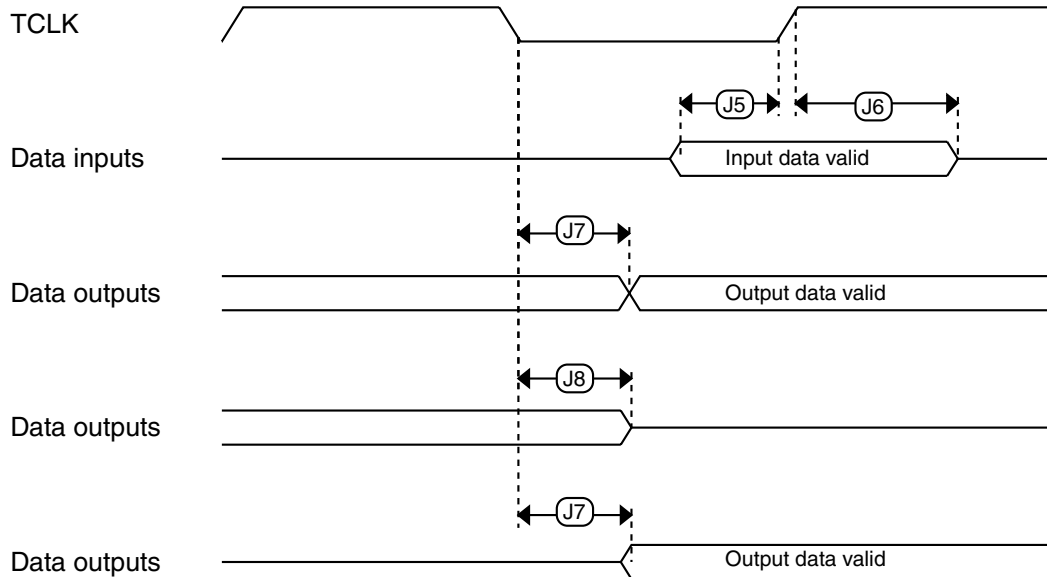 TCLK
J5
J6
Data inputs
Input data valid
J7
Data outputs
Output data valid
J8
Data outputs
J7
Data outputs
Output data valid